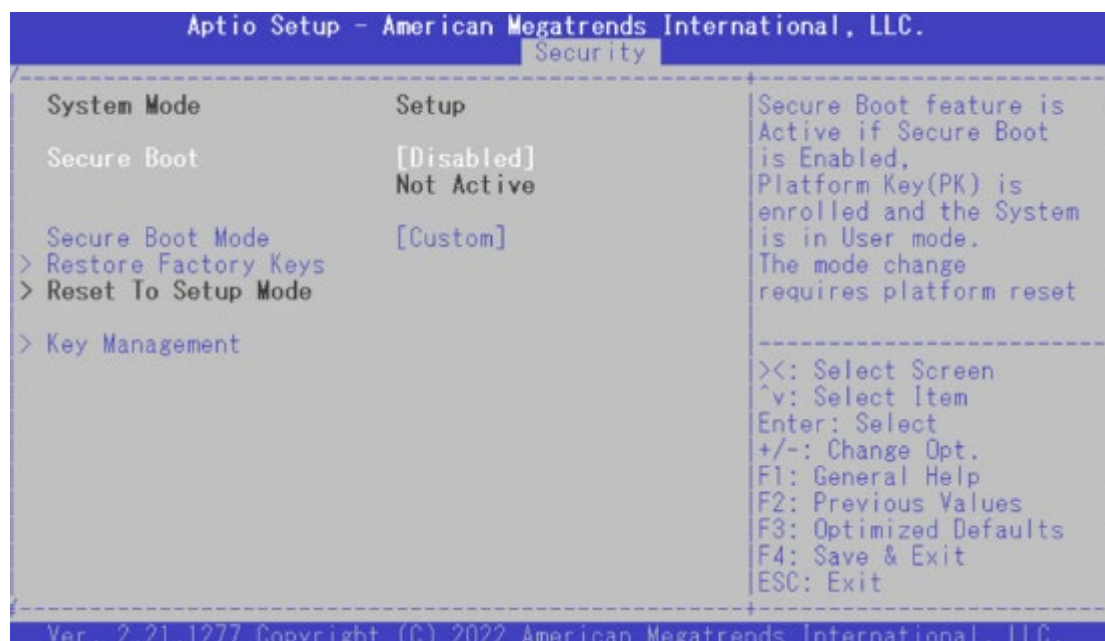 Aptio Setup - American Megatrends International, LLC.
Security
System Mode Setup
Secure Boot [Disabled]
Not Active
Secure Boot Mode [Custom]
> Restore Factory Keys
> Reset To Setup Mode
> Key Management
Secure Boot feature is
Active if Secure Boot
is Enabled,
Platform Key(PK) is
enrolled and the System
is in User mode.
The mode change
requires platform reset
><: Select Screen
^v: Select Item
Enter: Select
+/-: Change Opt.
F1: General Help
F2: Previous Values
F3: Optimized Defaults
F4: Save & Exit
ESC: Exit
Ver. 2.21.1277 Copyright (C) 2022 American Megatrends International, LLC